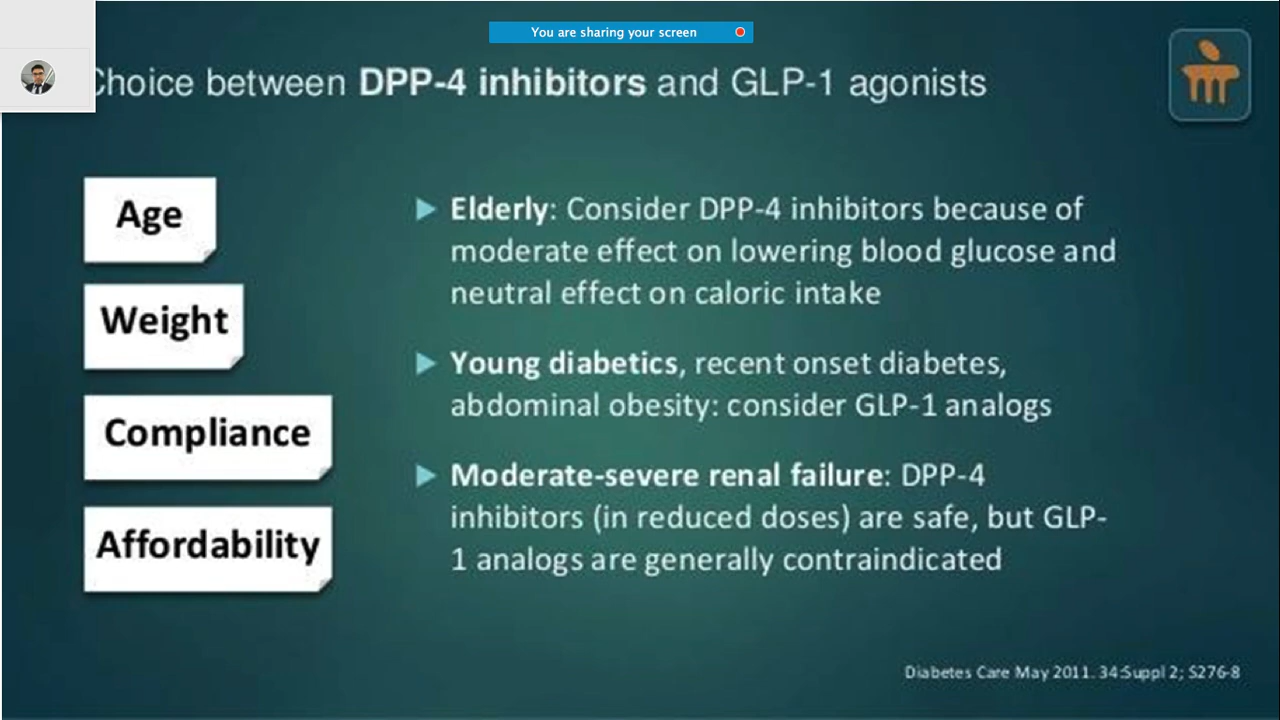 You are sharing your screen
Choice between DPP-4 inhibitors and GLP-1 agonists
Age
Weight
Compliance
Affordability
Elderly: Consider DPP-4 inhibitors because of
moderate effect on lowering blood glucose and
neutral effect on caloric intake
Young diabetics, recent onset diabetes,
abdominal obesity: consider GLP-1 analogs
Moderate-severe renal failure: DPP-4
inhibitors (in reduced doses) are safe, but GLP-
1 analogs are generally contraindicated
Diabetes Care May 2011. 34:Suppl 2; S276-8